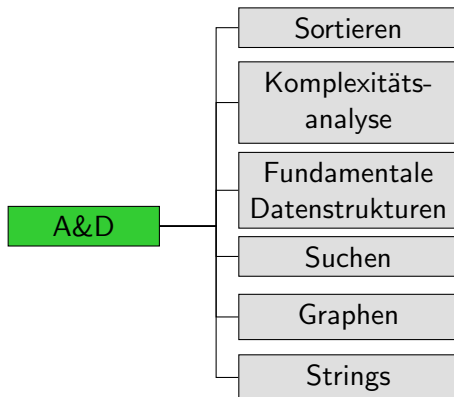 Sortieren
Komplexitäts-
analyse
Fundamentale
Datenstrukturen
A&D
Suchen
Graphen
Strings